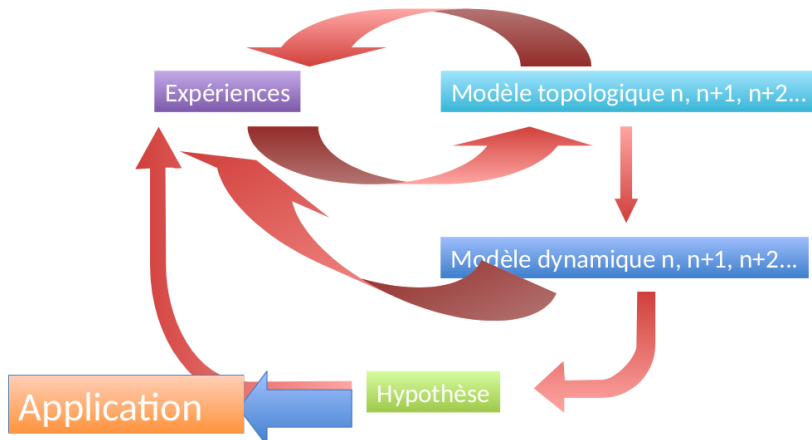 Expériences
Modèle topologique n, n+1, n+2...
Modèle dynamique n, n+1, n+2...
Hypothèse
Application